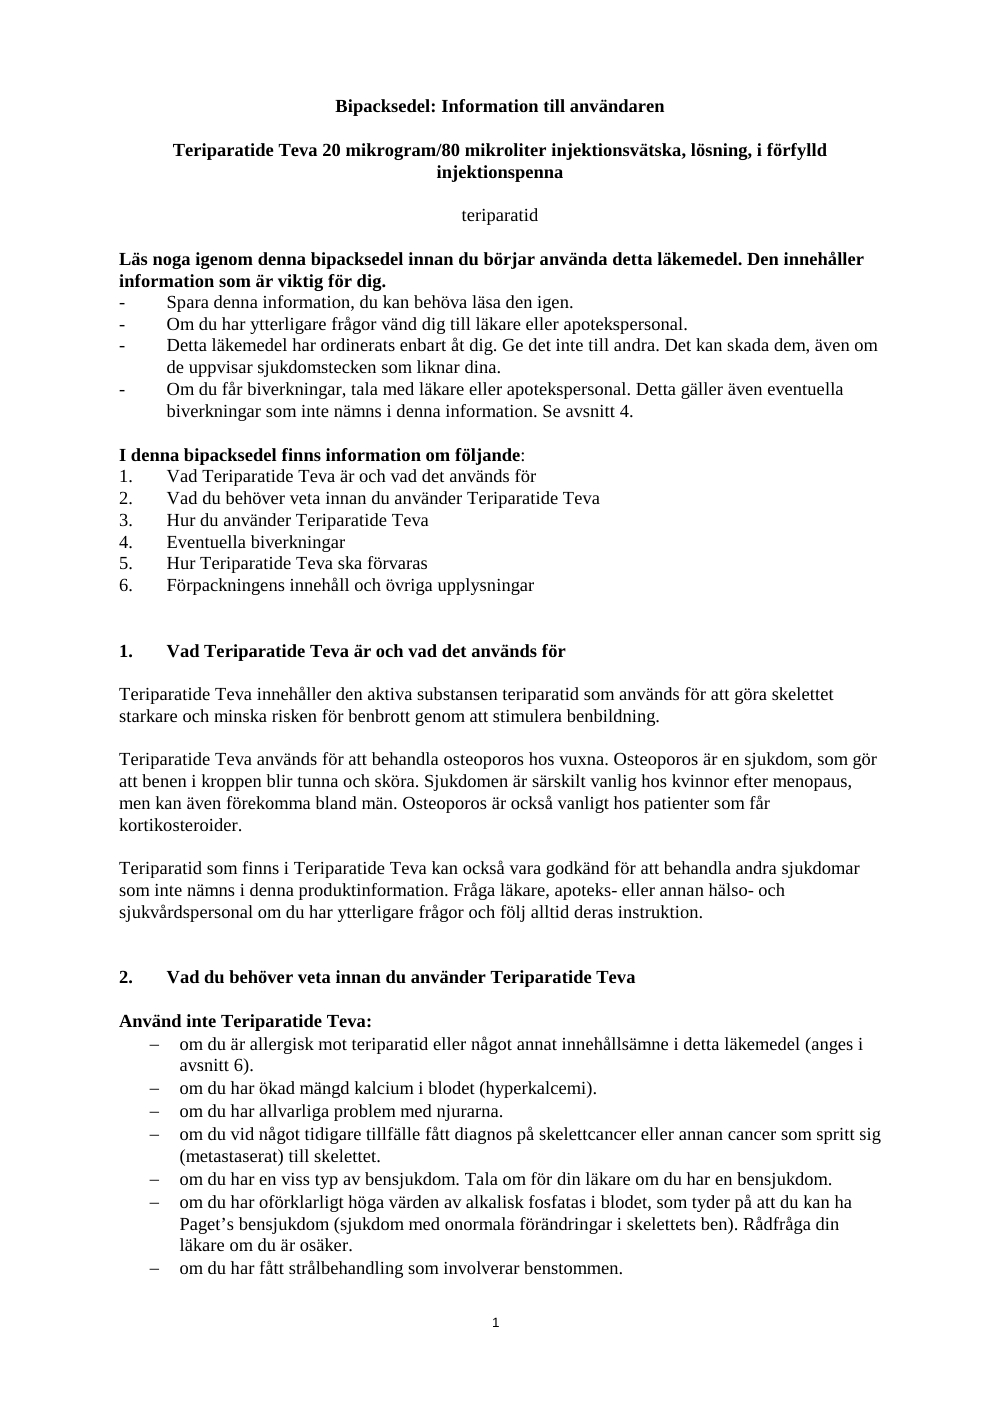 Bipacksedel: Information till användaren
Teriparatide Teva 20 mikrogram/80 mikroliter injektionsvätska, lösning, i förfylld
injektionspenna
teriparatid
Läs noga igenom denna bipacksedel innan du börjar använda detta läkemedel. Den innehåller
information som är viktig för dig.
- Spara denna information, du kan behöva läsa den igen.
- Om du har ytterligare frågor vänd dig till läkare eller apotekspersonal.
- Detta läkemedel har ordinerats enbart åt dig. Ge det inte till andra. Det kan skada dem, även om
de uppvisar sjukdomstecken som liknar dina.
- Om du får biverkningar, tala med läkare eller apotekspersonal. Detta gäller även eventuella
biverkningar som inte nämns i denna information. Se avsnitt 4.
I denna bipacksedel finns information om följande:
1. Vad Teriparatide Teva är och vad det används för
2. Vad du behöver veta innan du använder Teriparatide Teva
3. Hur du använder Teriparatide Teva
4. Eventuella biverkningar
5. Hur Teriparatide Teva ska förvaras
6. Förpackningens innehåll och övriga upplysningar
1. Vad Teriparatide Teva är och vad det används för
Teriparatide Teva innehåller den aktiva substansen teriparatid som används för att göra skelettet
starkare och minska risken för benbrott genom att stimulera benbildning.
Teriparatide Teva används för att behandla osteoporos hos vuxna. Osteoporos är en sjukdom, som gör
att benen i kroppen blir tunna och sköra. Sjukdomen är särskilt vanlig hos kvinnor efter menopaus,
men kan även förekomma bland män. Osteoporos är också vanligt hos patienter som får
kortikosteroider.
Teriparatid som finns i Teriparatide Teva kan också vara godkänd för att behandla andra sjukdomar
som inte nämns i denna produktinformation. Fråga läkare, apoteks- eller annan hälso- och
sjukvårdspersonal om du har ytterligare frågor och följ alltid deras instruktion.
2. Vad du behöver veta innan du använder Teriparatide Teva
Använd inte Teriparatide Teva:
– om du är allergisk mot teriparatid eller något annat innehållsämne i detta läkemedel (anges i
avsnitt 6).
– om du har ökad mängd kalcium i blodet (hyperkalcemi).
– om du har allvarliga problem med njurarna.
– om du vid något tidigare tillfälle fått diagnos på skelettcancer eller annan cancer som spritt sig
(metastaserat) till skelettet.
– om du har en viss typ av bensjukdom. Tala om för din läkare om du har en bensjukdom.
– om du har oförklarligt höga värden av alkalisk fosfatas i blodet, som tyder på att du kan ha
Paget’s bensjukdom (sjukdom med onormala förändringar i skelettets ben). Rådfråga din
läkare om du är osäker.
– om du har fått strålbehandling som involverar benstommen.
1